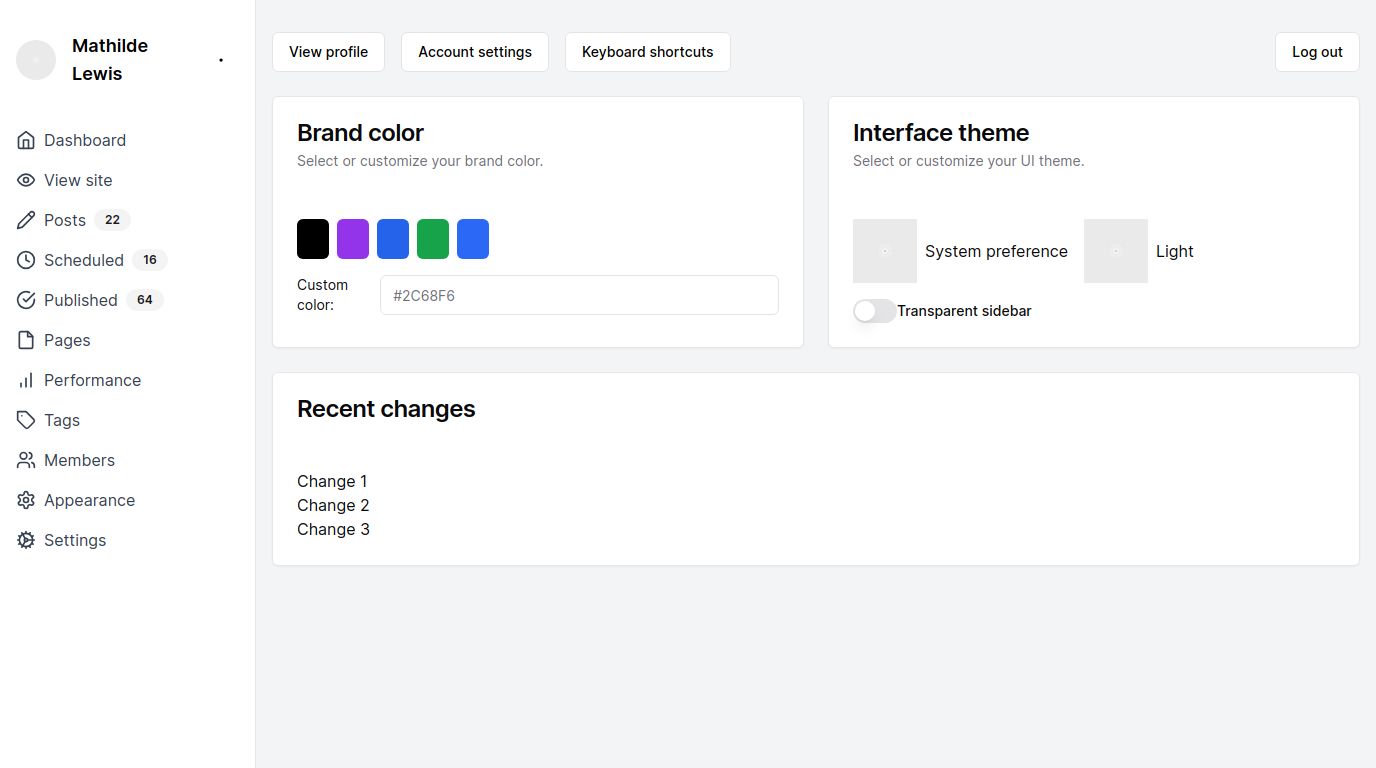 Mathilde
Lewis
Dashboard
View site
Posts 22
Scheduled 16
Published 64
Pages
Performance
Tags
Members
Appearance
Settings
View profile
Account settings
Keyboard shortcuts
Log out
Brand color
Select or customize your brand color.
Custom
color:
#2C68F6
Interface theme
Select or customize your UI theme.
System preference
Light
Transparent sidebar
Recent changes
Change 1
Change 2
Change 3